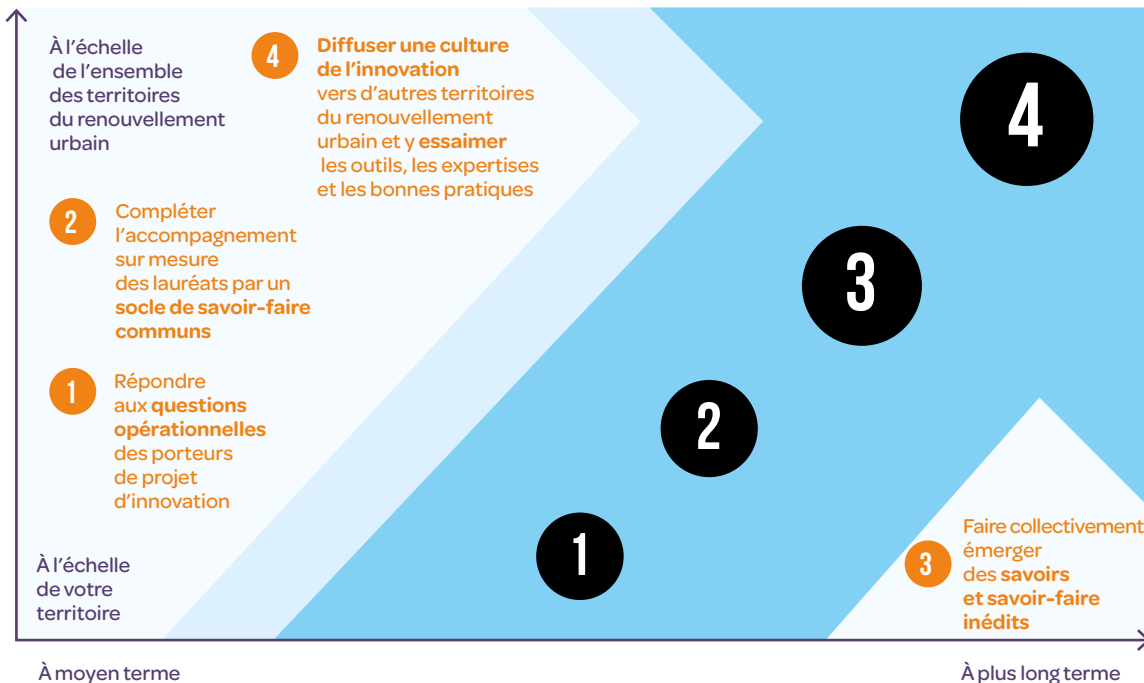 À l’échelle
de l’ensemble
des territoires
du renouvellement
urbain
4
Diffuser une culture
de l’innovation
vers d’autres territoires
du renouvellement
urbain et y essaimer
les outils, les expertises
et les bonnes pratiques
2
Compléter
l’accompagnement
sur mesure
des lauréats par un
socle de savoir-faire
communs
1
Répondre
aux questions
opérationnelles
des porteurs
de projet
d’innovation
À l’échelle
de votre
territoire
4
3
2
1
3
Faire collectivement
émerger
des savoirs
et savoir-faire
inédits
À moyen terme
À plus long terme